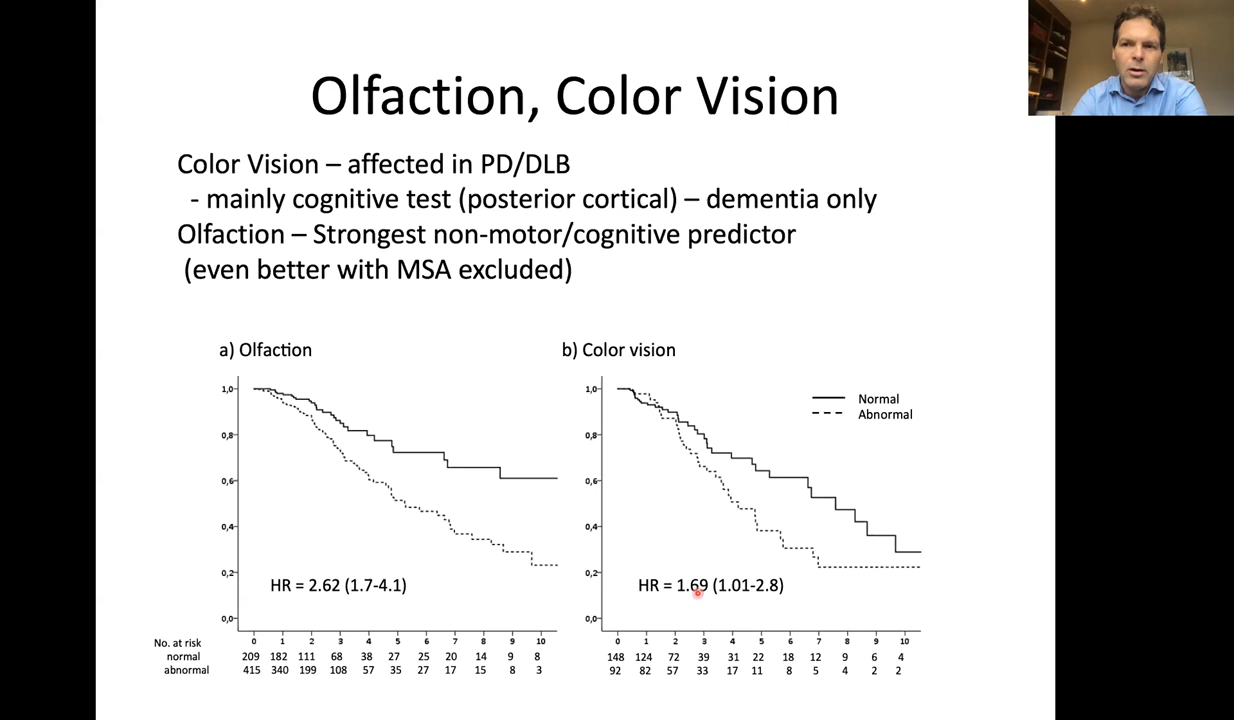 Olfaction, Color Vision
Color Vision – affected in PD/DLB
- mainly cognitive test (posterior cortical) – dementia only
Olfaction – Strongest non-motor/cognitive predictor
(even better with MSA excluded)
a) Olfaction
1,0
0,8
0,6
0,4
0,2
0,0
HR = 2.62 (1.7-4.1)
b) Color vision
1,0
0,8
0,6
0,4
0,2
0,0
Normal
Abnormal
HR = 1.69 (1.01-2.8)
No. at risk 0 1 2 3 4 5 6 7 8 9 10 0 1 2 3 4 5 6 7 8 9 10
normal 209 182 111 68 38 27 25 20 14 9 8 148 124 72 39 31 22 18 12 9 6 4
abnormal 415 340 199 108 57 35 27 17 15 8 3 92 82 57 33 17 11 8 5 4 2 2